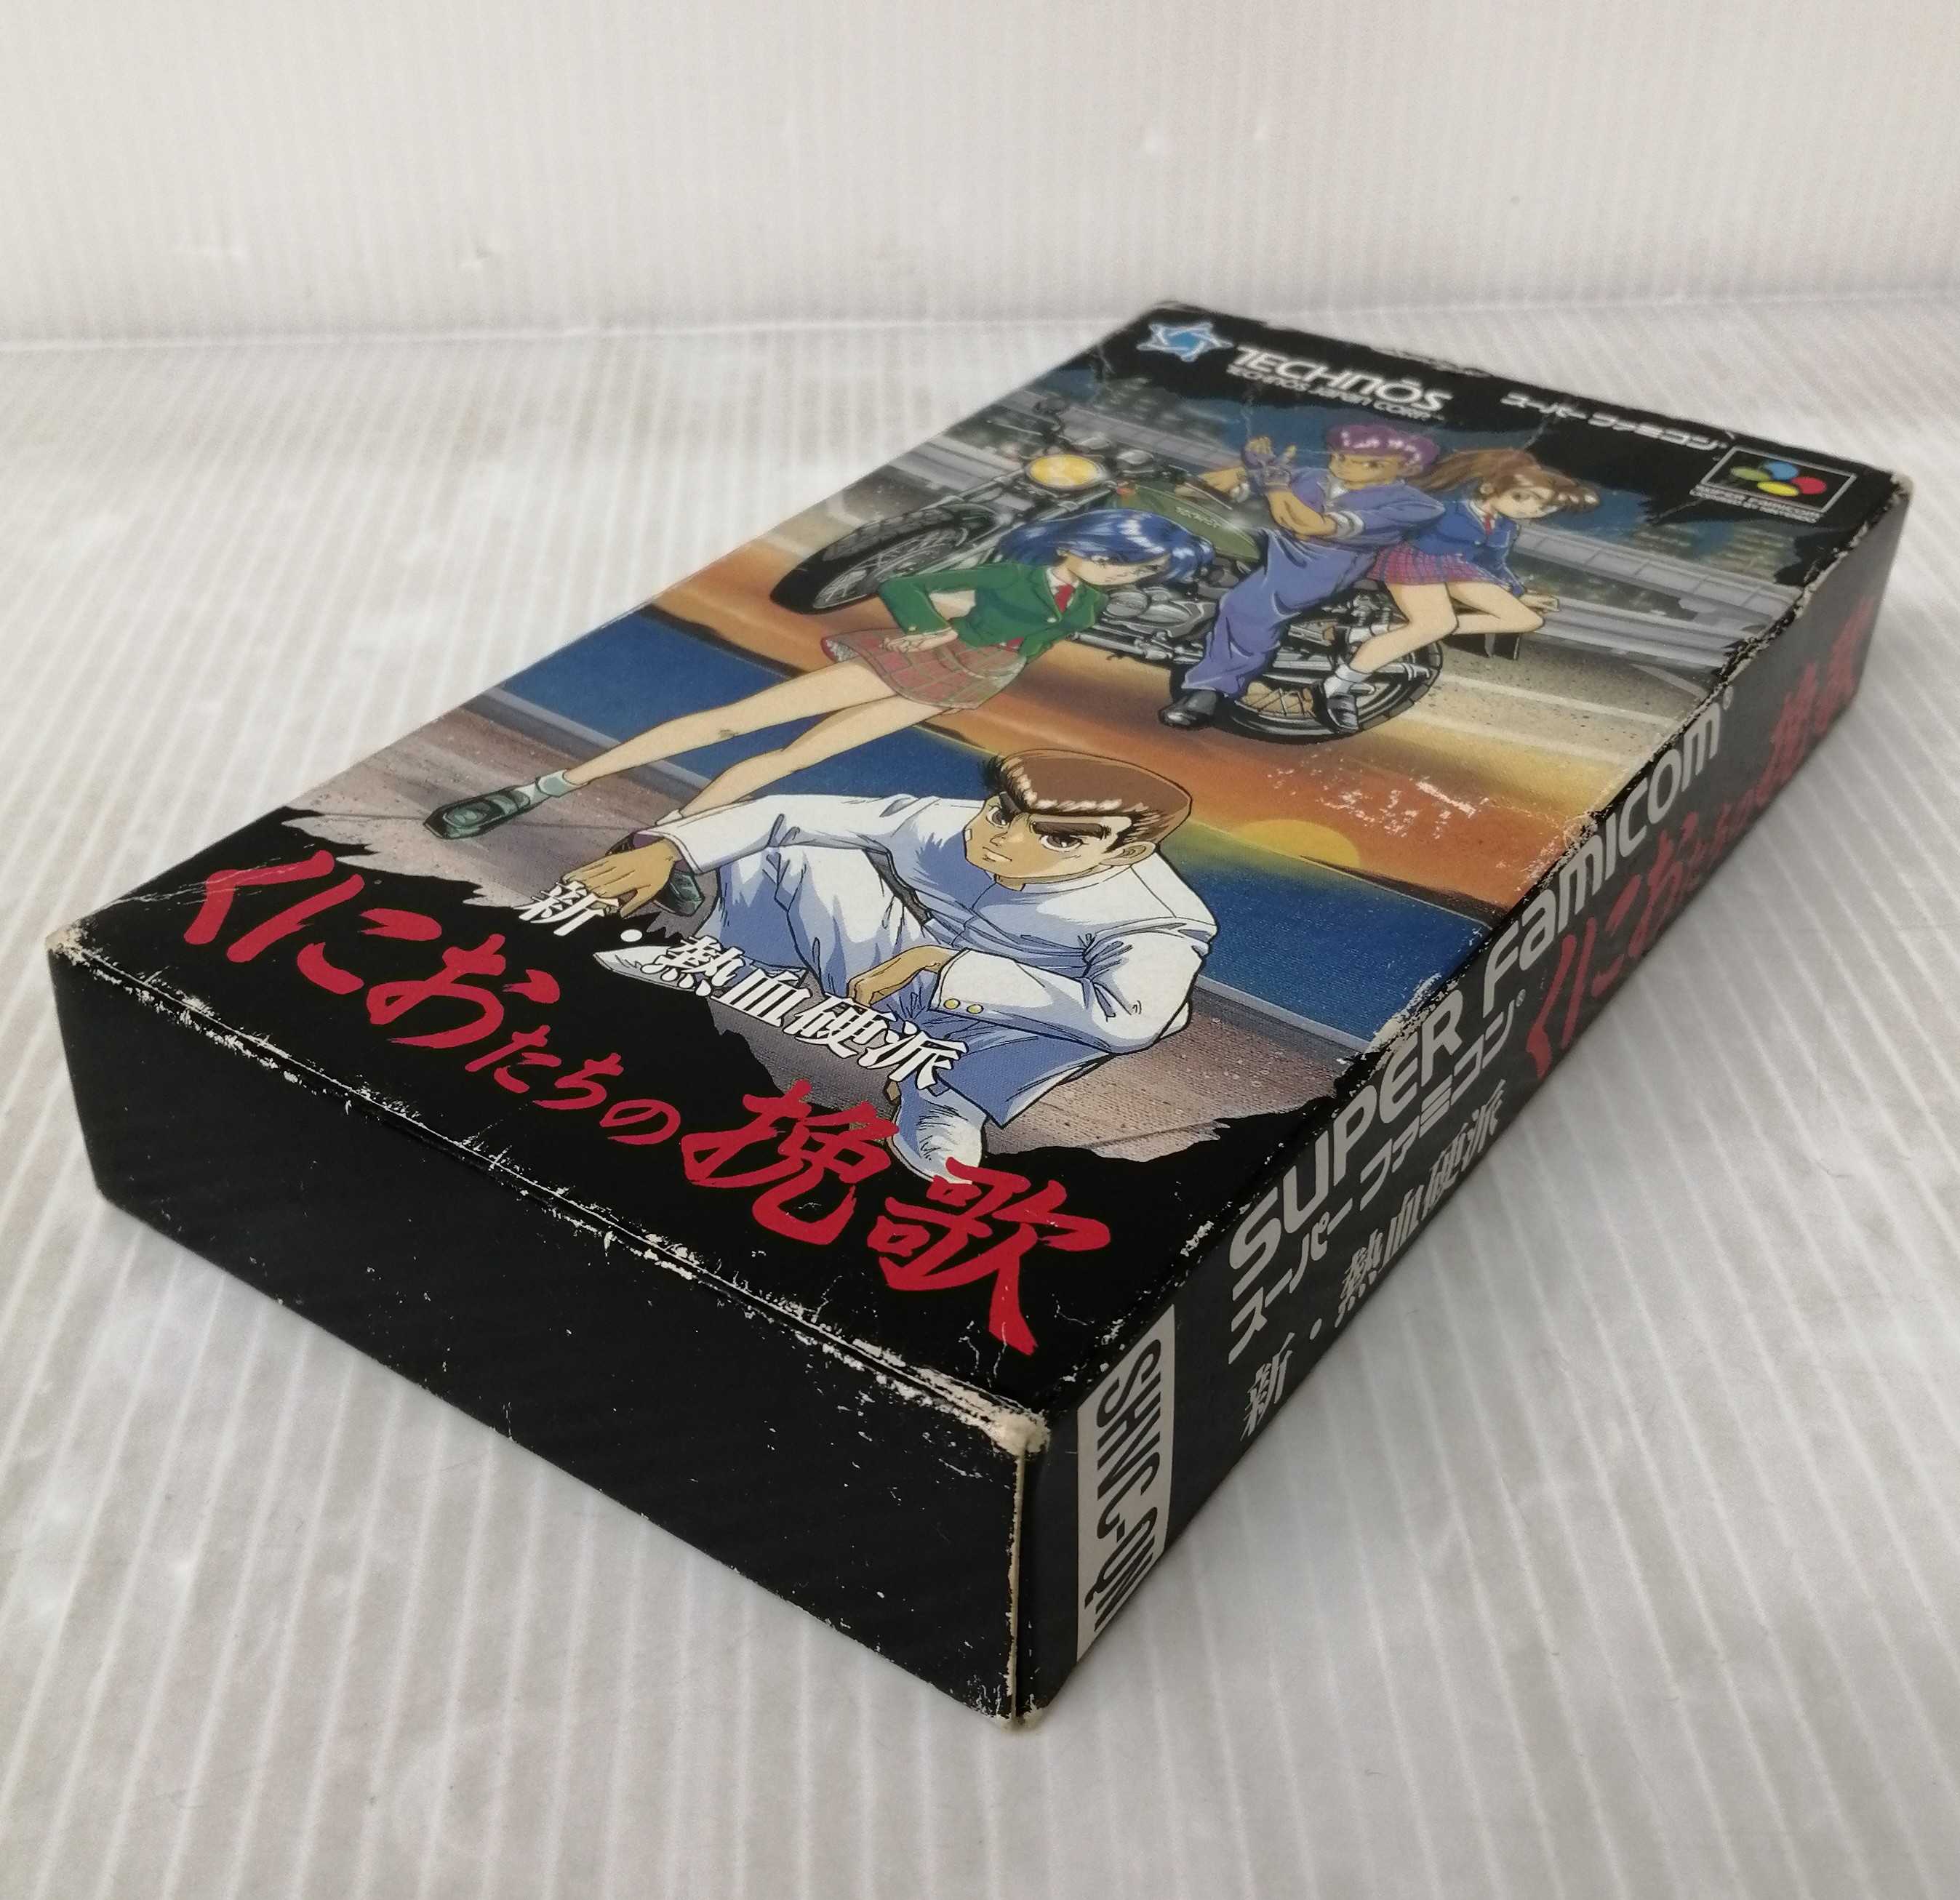 TECHNŌS
TECHNOS JAPAN CORP.
スーパー ファミコン
SUPER FAMICOM
新・熱血硬派
くにおたちの挽歌
SUPER Famicom®
スーパー ファミコン®
新・熱血硬派
くにおたちの挽歌